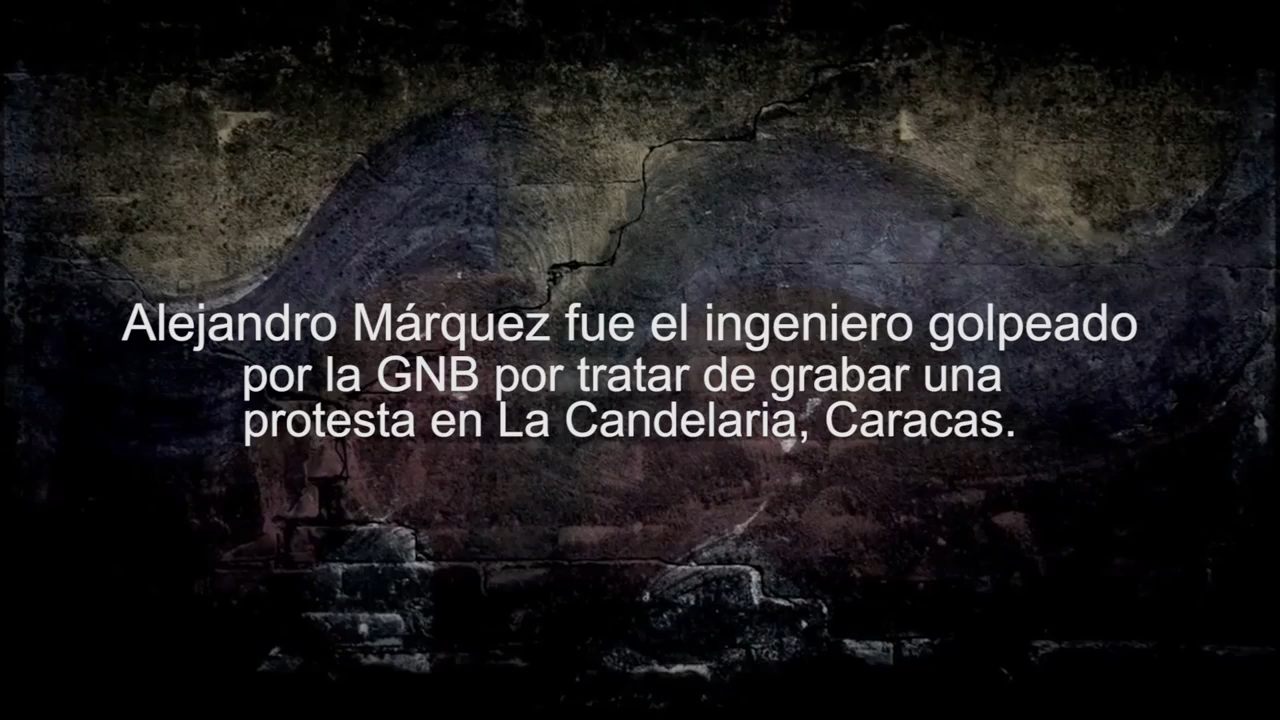 Alejandro Márquez fue el ingeniero golpeado
por la GNB por tratar de grabar una
protesta en La Candelaria, Caracas.